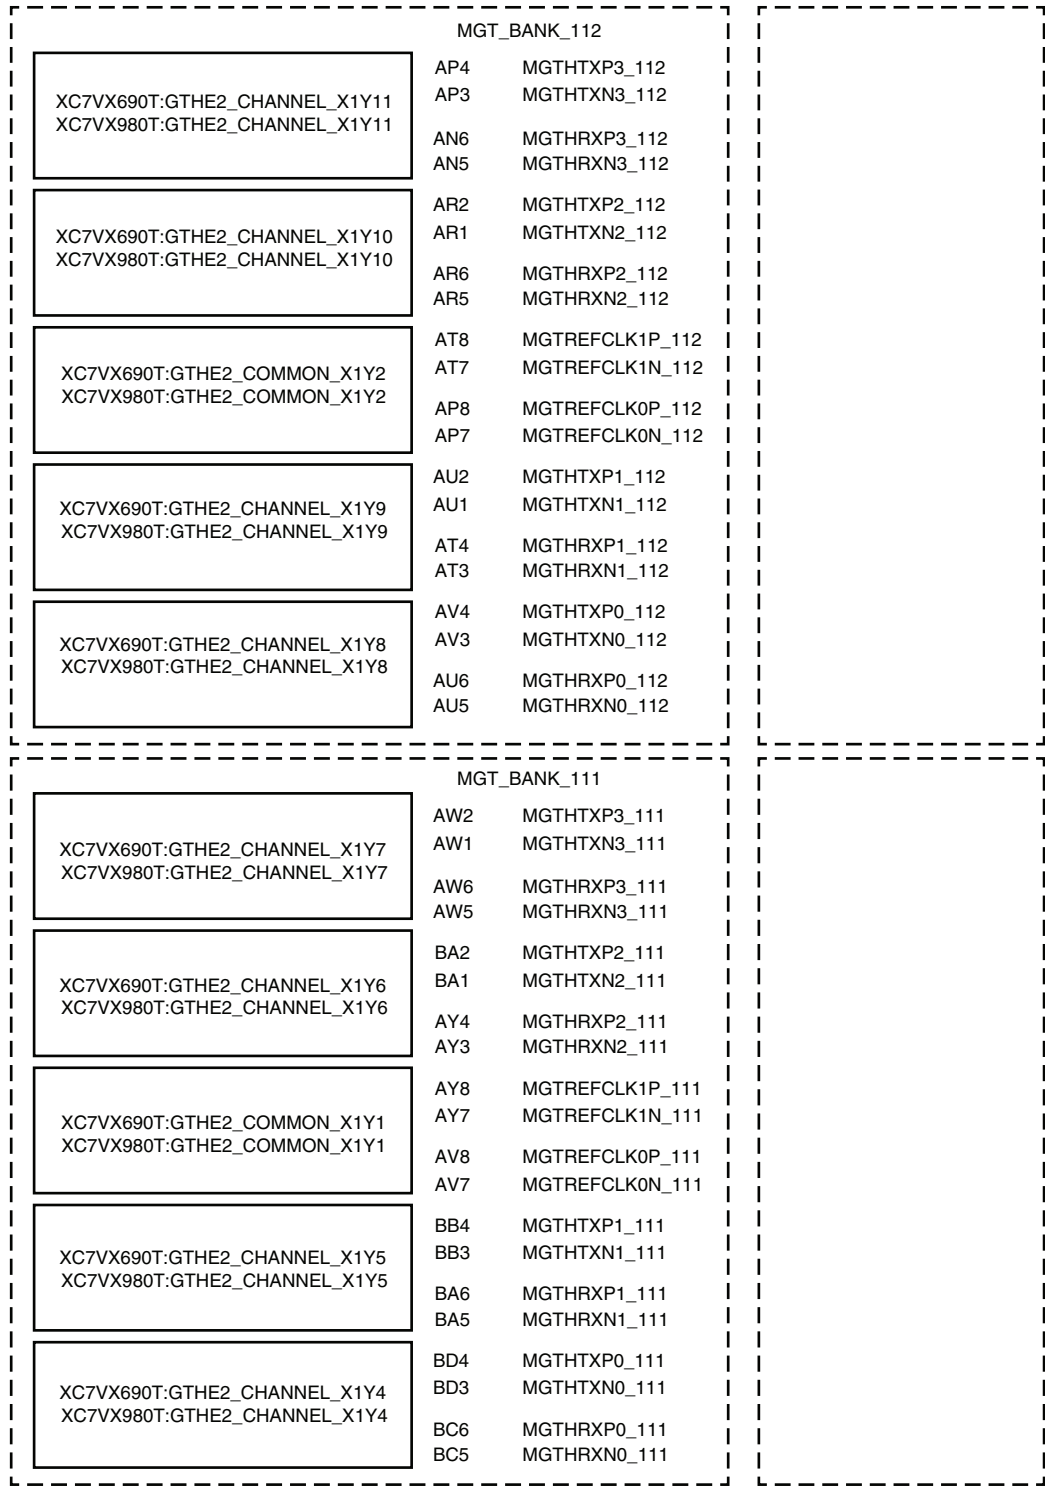 MGT_BANK_112
AP4 MGTHTXP3_112
XC7VX690T:GTHE2_CHANNEL_X1Y11
AP3 MGTHTXN3_112
XC7VX980T:GTHE2_CHANNEL_X1Y11
AN6 MGTHRXP3_112
AN5 MGTHRXN3_112
AR2 MGTHTXP2_112
XC7VX690T:GTHE2_CHANNEL_X1Y10
AR1 MGTHTXN2_112
XC7VX980T:GTHE2_CHANNEL_X1Y10
AR6 MGTHRXP2_112
AR5 MGTHRXN2_112
AT8 MGTREFCLK1P_112
XC7VX690T:GTHE2_COMMON_X1Y2
AT7 MGTREFCLK1N_112
XC7VX980T:GTHE2_COMMON_X1Y2
AP8 MGTREFCLK0P_112
AP7 MGTREFCLK0N_112
AU2 MGTHTXP1_112
XC7VX690T:GTHE2_CHANNEL_X1Y9
AU1 MGTHTXN1_112
XC7VX980T:GTHE2_CHANNEL_X1Y9
AT4 MGTHRXP1_112
AT3 MGTHRXN1_112
AV4 MGTHTXP0_112
XC7VX690T:GTHE2_CHANNEL_X1Y8
AV3 MGTHTXN0_112
XC7VX980T:GTHE2_CHANNEL_X1Y8
AU6 MGTHRXP0_112
AU5 MGTHRXN0_112
MGT_BANK_111
AW2 MGTHTXP3_111
XC7VX690T:GTHE2_CHANNEL_X1Y7
AW1 MGTHTXN3_111
XC7VX980T:GTHE2_CHANNEL_X1Y7
AW6 MGTHRXP3_111
AW5 MGTHRXN3_111
BA2 MGTHTXP2_111
XC7VX690T:GTHE2_CHANNEL_X1Y6
BA1 MGTHTXN2_111
XC7VX980T:GTHE2_CHANNEL_X1Y6
AY4 MGTHRXP2_111
AY3 MGTHRXN2_111
AY8 MGTREFCLK1P_111
XC7VX690T:GTHE2_COMMON_X1Y1
AY7 MGTREFCLK1N_111
XC7VX980T:GTHE2_COMMON_X1Y1
AV8 MGTREFCLK0P_111
AV7 MGTREFCLK0N_111
BB4 MGTHTXP1_111
XC7VX690T:GTHE2_CHANNEL_X1Y5
BB3 MGTHTXN1_111
XC7VX980T:GTHE2_CHANNEL_X1Y5
BA6 MGTHRXP1_111
BA5 MGTHRXN1_111
BD4 MGTHTXP0_111
XC7VX690T:GTHE2_CHANNEL_X1Y4
BD3 MGTHTXN0_111
XC7VX980T:GTHE2_CHANNEL_X1Y4
BC6 MGTHRXP0_111
BC5 MGTHRXN0_111